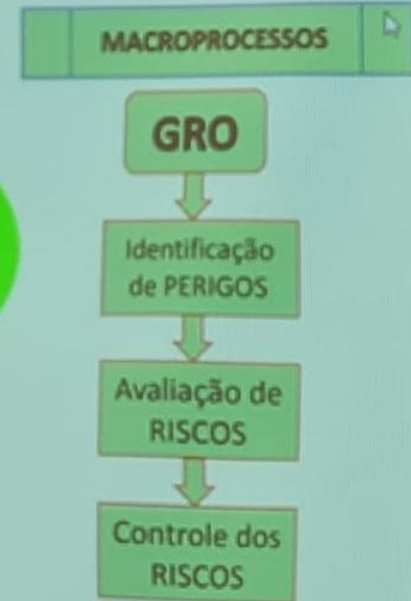 MACROPROCESSOS
GRO
Identificação
de PERIGOS
Avaliação de
RISCOS
Controle dos
RISCOS